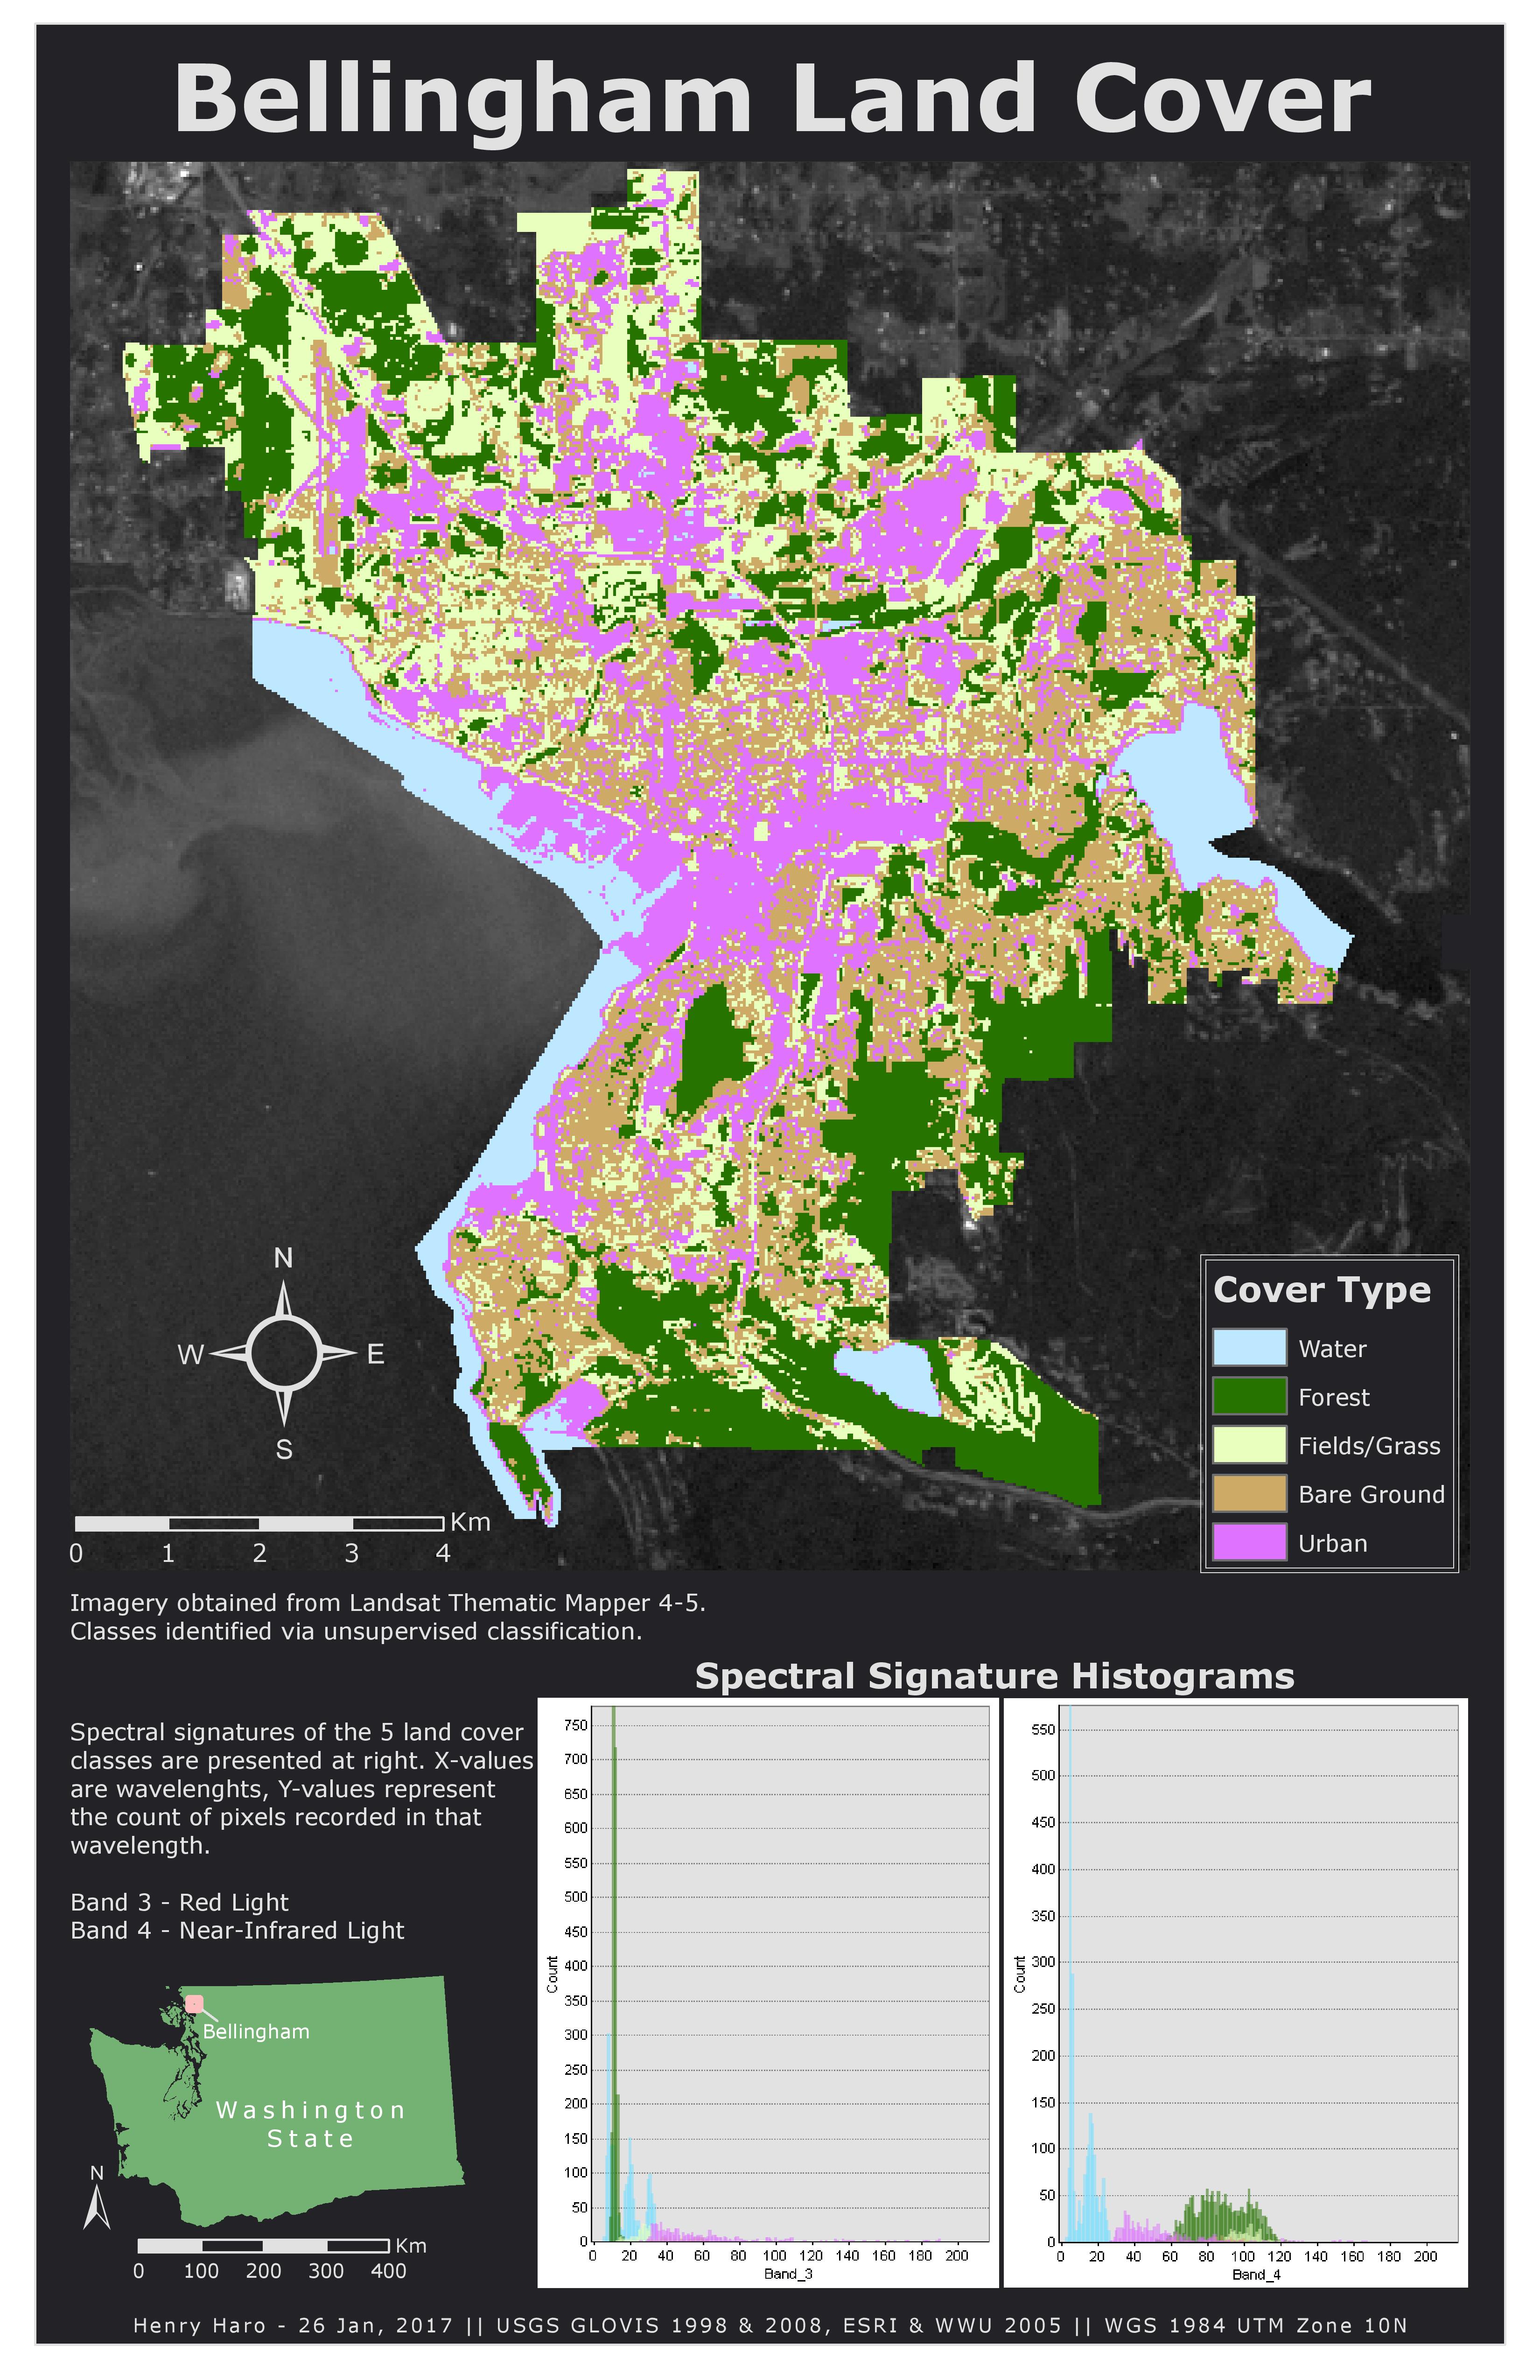 Bellingham Land Cover
N
W
E
S
Km
0 1 2 3 4
Cover Type
Water
Forest
Fields/Grass
Bare Ground
Urban
Imagery obtained from Landsat Thematic Mapper 4-5.
Classes identified via unsupervised classification.
Spectral Signature Histograms
Spectral signatures of the 5 land cover
classes are presented at right. X-values
are wavelenghts, Y-values represent
the count of pixels recorded in that
wavelength.
Band 3 - Red Light
Band 4 - Near-Infrared Light
Bellingham
Washington
State
N
Km
0 100 200 300 400
750
700
650
600
550
500
450
400
350
300
250
200
150
100
50
0
Count
0 20 40 60 80 100 120 140 160 180 200
Band_3
550
500
450
400
350
300
250
200
150
100
50
0
Count
0 20 40 60 80 100 120 140 160 180 200
Band_4
Henry Haro - 26 Jan, 2017 || USGS GLOVIS 1998 & 2008, ESRI & WWU 2005 || WGS 1984 UTM Zone 10N